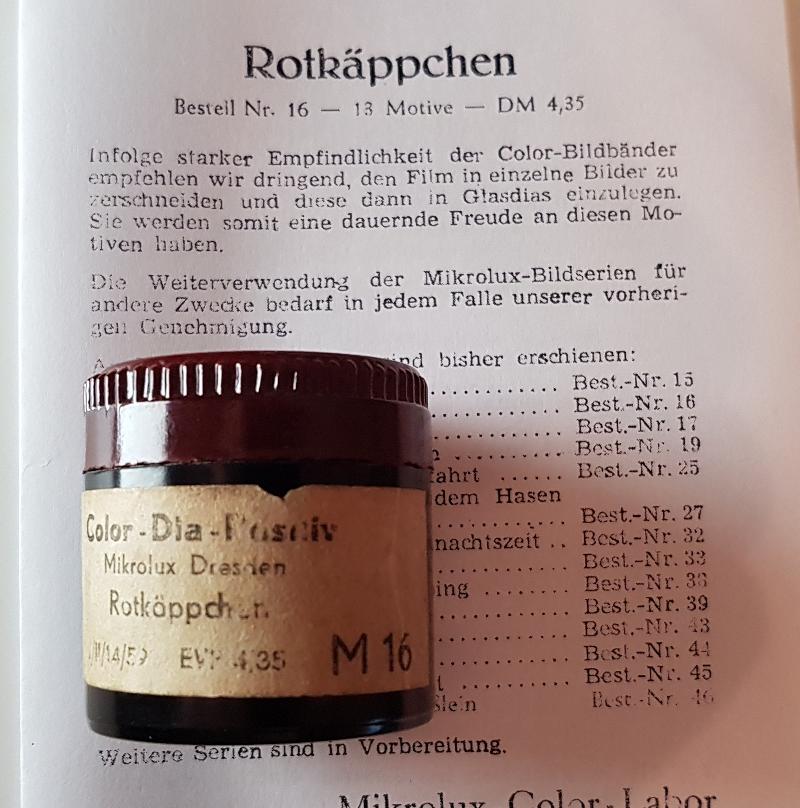 Rotkäppchen
Bestell Nr. 16 — 13 Motive — DM 4,35
Infolge starker Empfindlichkeit der Color-Bildbänder
empfehlen wir dringend, den Film in einzelne Bilder zu
zerschneiden und diese dann in Glasdias einzulegen.
Sie werden somit eine dauernde Freude an diesen Mo-
tiven haben.
Die Weiterverwendung der Mikrolux-Bildserien für
andere Zwecke bedarf in jedem Falle unserer vorheri-
gen Genehmigung.
bisher erschienen:
Best.-Nr. 15
Best.-Nr. 16
Best.-Nr. 17
Best.-Nr. 19
fahrt ...... Best.-Nr. 25
dem Hasen
Best.-Nr. 27
nachtszeit .. Best.-Nr. 32
Best.-Nr. 33
ing ........ Best.-Nr.
Best.-Nr. 39
Best.-Nr. 43
Best.-Nr. 44
Best.-Nr. 45
slein Best.-Nr. 46
Weitere Serien sind in Vorbereitung.
Mikrolux Color-Labor
Color-Dia-Positiv
Mikrolux Dresden
Rotkäppchen
EVP 4,35 M 16